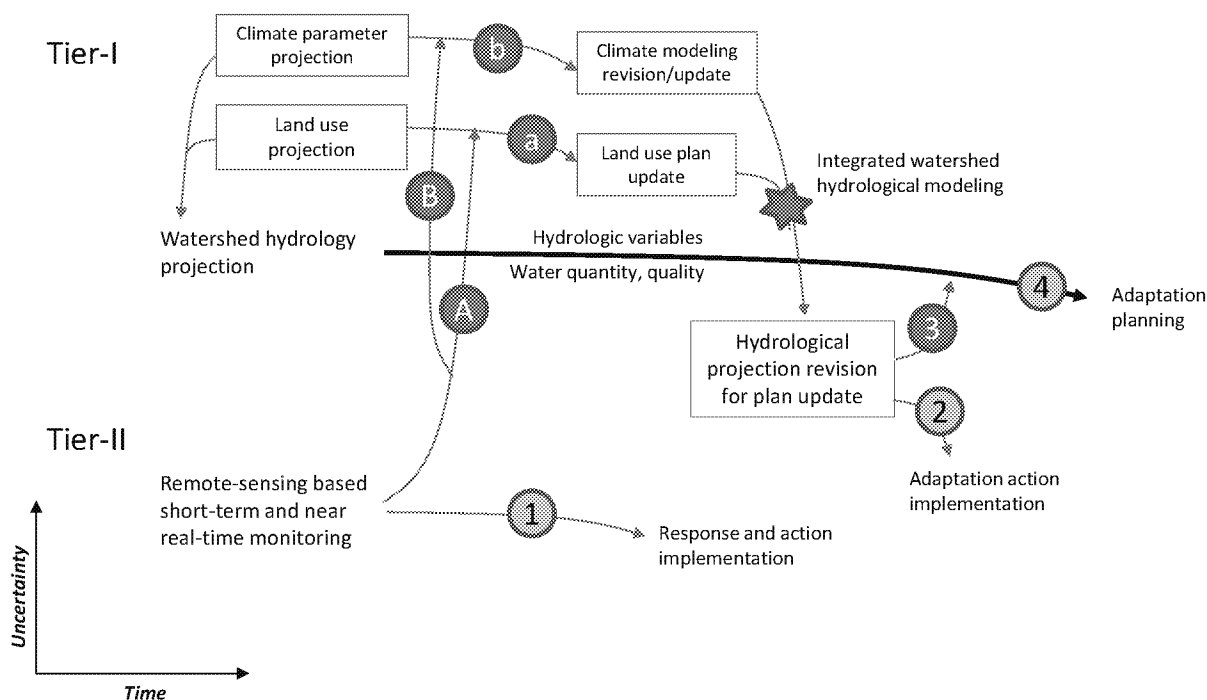 Tier-I
Climate parameter
projection
b
Climate modeling
revision/update
Land use
projection
a
Land use plan
update
B
Integrated watershed
hydrological modeling
Watershed hydrology
projection
Hydrologic variables
Water quantity, quality
A
4
Adaptation
planning
3
Hydrological
projection revision
for plan update
2
Adaptation action
implementation
Tier-II
Remote-sensing based
short-term and near
real-time monitoring
1
Response and action
implementation
Uncertainty
Time